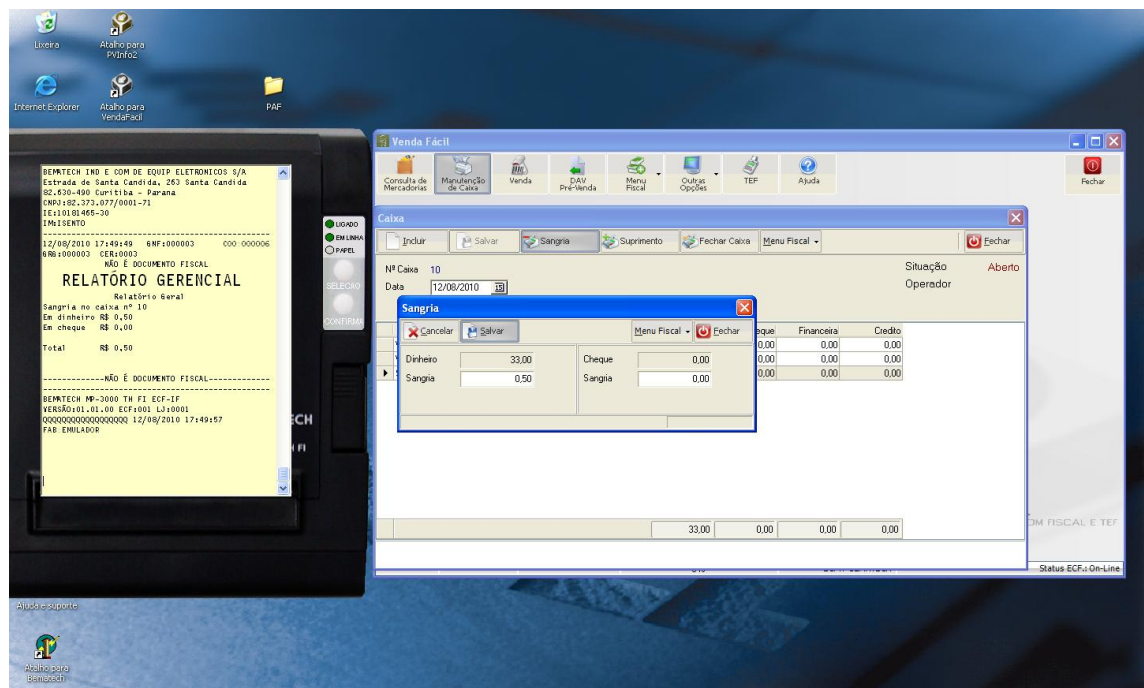 Lixeira
Atalho para
PVInfo2
Internet Explorer
Atalho para
VendaFacil
PAF
BEMATECH IND E COM DE EQUIP ELETRONICOS S/A
Estrada de Santa Candida, 263 Santa Candida
82.630-490 Curitiba - Parana
CNPJ:82.373.077/0001-71
IE:10181465-30
IM:ISENTO
12/08/2010 17:49:49 GNF:000003 COO:000006
GRG:000003 CER:0003
NÃO É DOCUMENTO FISCAL
RELATÓRIO GERENCIAL
Relatório Geral
Sangria no caixa nº 10
Em dinheiro R$ 0,50
Em cheque R$ 0,00
Total R$ 0,50
------------NÃO É DOCUMENTO FISCAL------------
BEMATECH MP-3000 TH FI ECF-IF
VERSÃO:01.01.00 ECF:001 LJ:0001
QQQQQQQQQQQQQQQQQQ 12/08/2010 17:49:57
FAB:EMULADOR
LIGADO
EM LINHA
PAPEL
SELECAO
CONFIRMA
ECH
FI
Venda Fácil
Consulta de
Mercadorias
Manutenção
de Caixa
Venda
DAV
Pré-Venda
Menu
Fiscal
Outras
Opções
TEF
Ajuda
Fechar
Caixa
Incluir
Salvar
Sangria
Suprimento
Fechar Caixa
Menu Fiscal
Fechar
Nº Caixa 10
Situação Aberto
Data 12/08/2010 15
Operador
Sangria
Cancelar
Salvar
Menu Fiscal
Fechar
Dinheiro 33,00
Cheque 0,00
Sangria 0,50
Sangria 0,00
eque Financeira Credito
0,00 0,00 0,00
0,00 0,00 0,00
0,00 0,00 0,00
33,00 0,00 0,00 0,00
OM FISCAL E TEF
Status ECF.: On-Line
Ajuda e suporte
Atalho para
Bematech